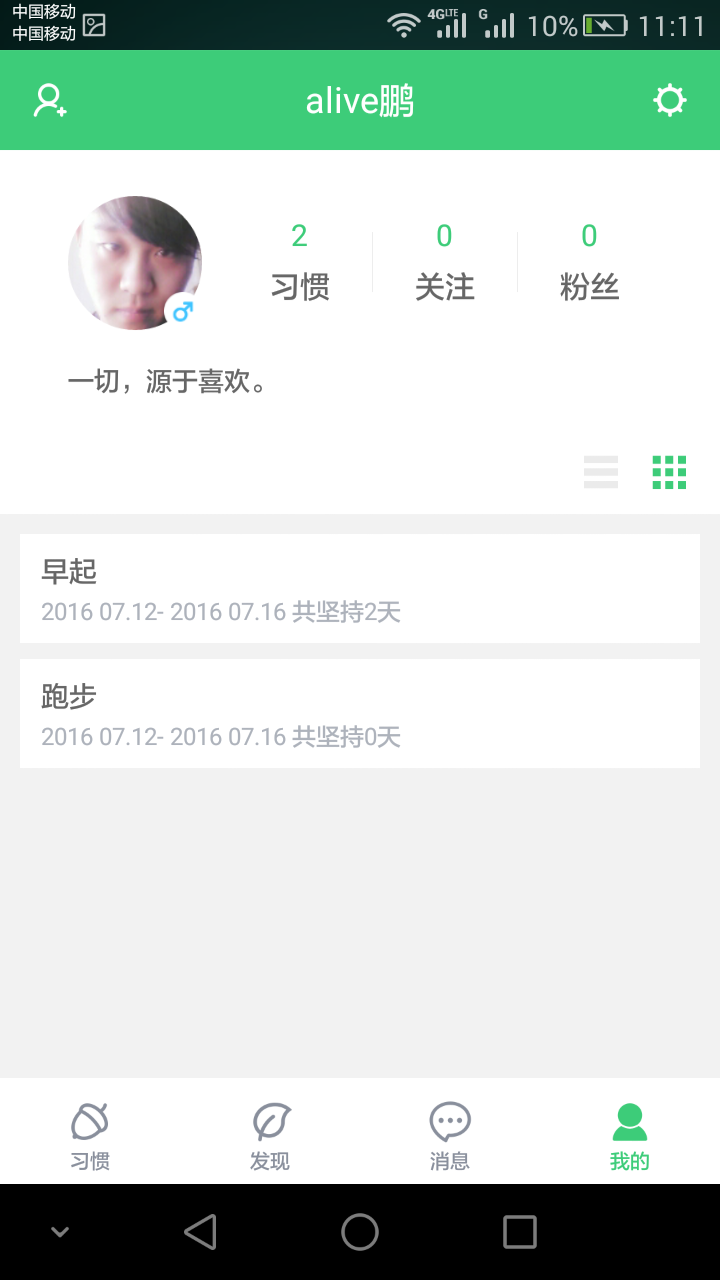 中国移动
中国移动
4G LTE G 10% 11:11
alive鹏
2 0 0
习惯 关注 粉丝
一切，源于喜欢。
早起
2016 07.12- 2016 07.16 共坚持2天
跑步
2016 07.12- 2016 07.16 共坚持0天
习惯 发现 消息 我的